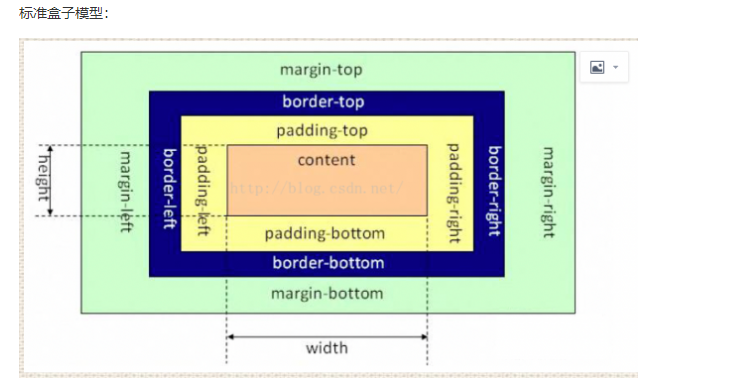 标准盒子模型：
margin-top
border-top
padding-top
content
height
margin-left
border-left
padding-left
http://blog.csdn.net/
padding-right
border-right
margin-right
padding-bottom
border-bottom
margin-bottom
width